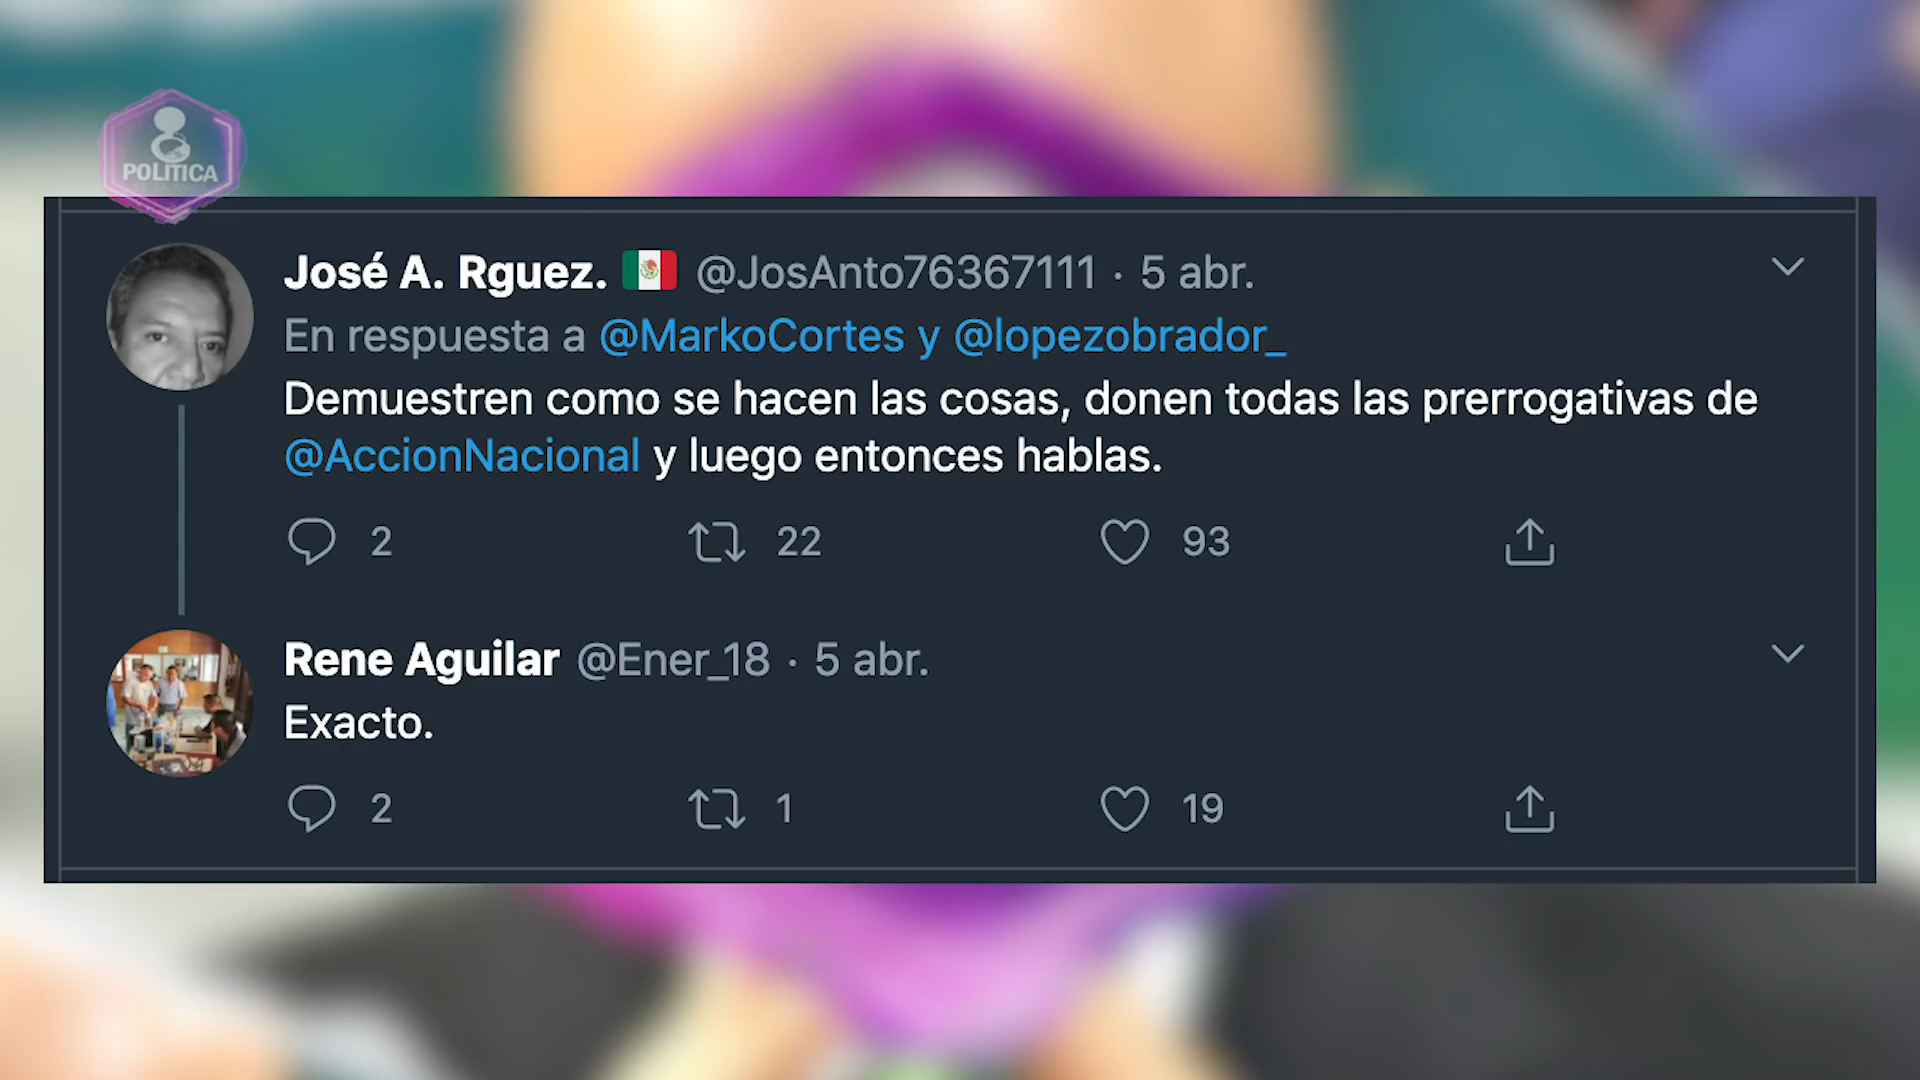 POLITICA
José A. Rguez. 🇲🇽 @JosAnto76367111 · 5 abr.
En respuesta a @MarkoCortes y @lopezobrador_
Demuestren como se hacen las cosas, donen todas las prerrogativas de
@AccionNacional y luego entonces hablas.
2 22 93
Rene Aguilar @Ener_18 · 5 abr.
Exacto.
2 1 19